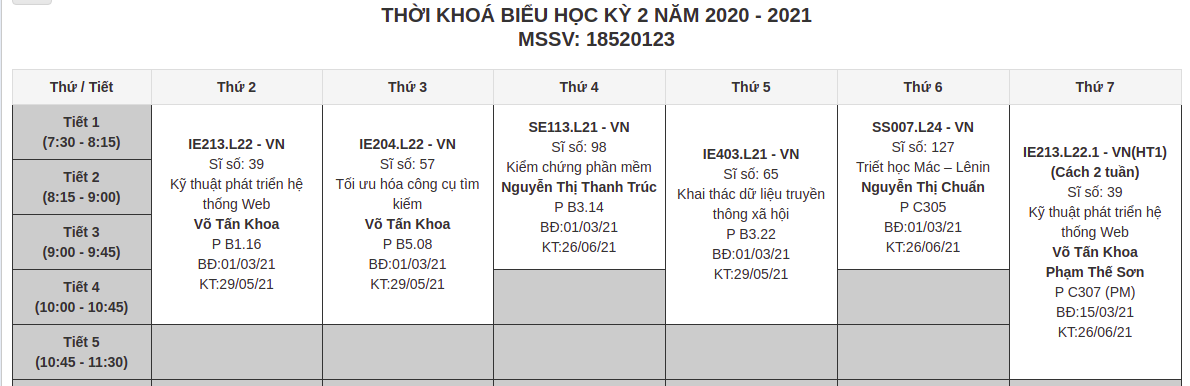 THỜI KHOÁ BIỂU HỌC KỲ 2 NĂM 2020 - 2021
MSSV: 18520123
Thứ / Tiết
Thứ 2
Thứ 3
Thứ 4
Thứ 5
Thứ 6
Thứ 7
Tiết 1
(7:30 - 8:15)
Tiết 2
(8:15 - 9:00)
Tiết 3
(9:00 - 9:45)
Tiết 4
(10:00 - 10:45)
Tiết 5
(10:45 - 11:30)
IE213.L22 - VN
Sĩ số: 39
Kỹ thuật phát triển hệ
thống Web
Võ Tấn Khoa
P B1.16
BĐ:01/03/21
KT:29/05/21
IE204.L22 - VN
Sĩ số: 57
Tối ưu hóa công cụ tìm
kiếm
Võ Tấn Khoa
P B5.08
BĐ:01/03/21
KT:29/05/21
SE113.L21 - VN
Sĩ số: 98
Kiểm chứng phần mềm
Nguyễn Thị Thanh Trúc
P B3.14
BĐ:01/03/21
KT:26/06/21
IE403.L21 - VN
Sĩ số: 65
Khai thác dữ liệu truyền
thông xã hội
P B3.22
BĐ:01/03/21
KT:29/05/21
SS007.L24 - VN
Sĩ số: 127
Triết học Mác – Lênin
Nguyễn Thị Chuẩn
P C305
BĐ:01/03/21
KT:26/06/21
IE213.L22.1 - VN(HT1)
(Cách 2 tuần)
Sĩ số: 39
Kỹ thuật phát triển hệ
thống Web
Võ Tấn Khoa
Phạm Thế Sơn
P C307 (PM)
BĐ:15/03/21
KT:26/06/21